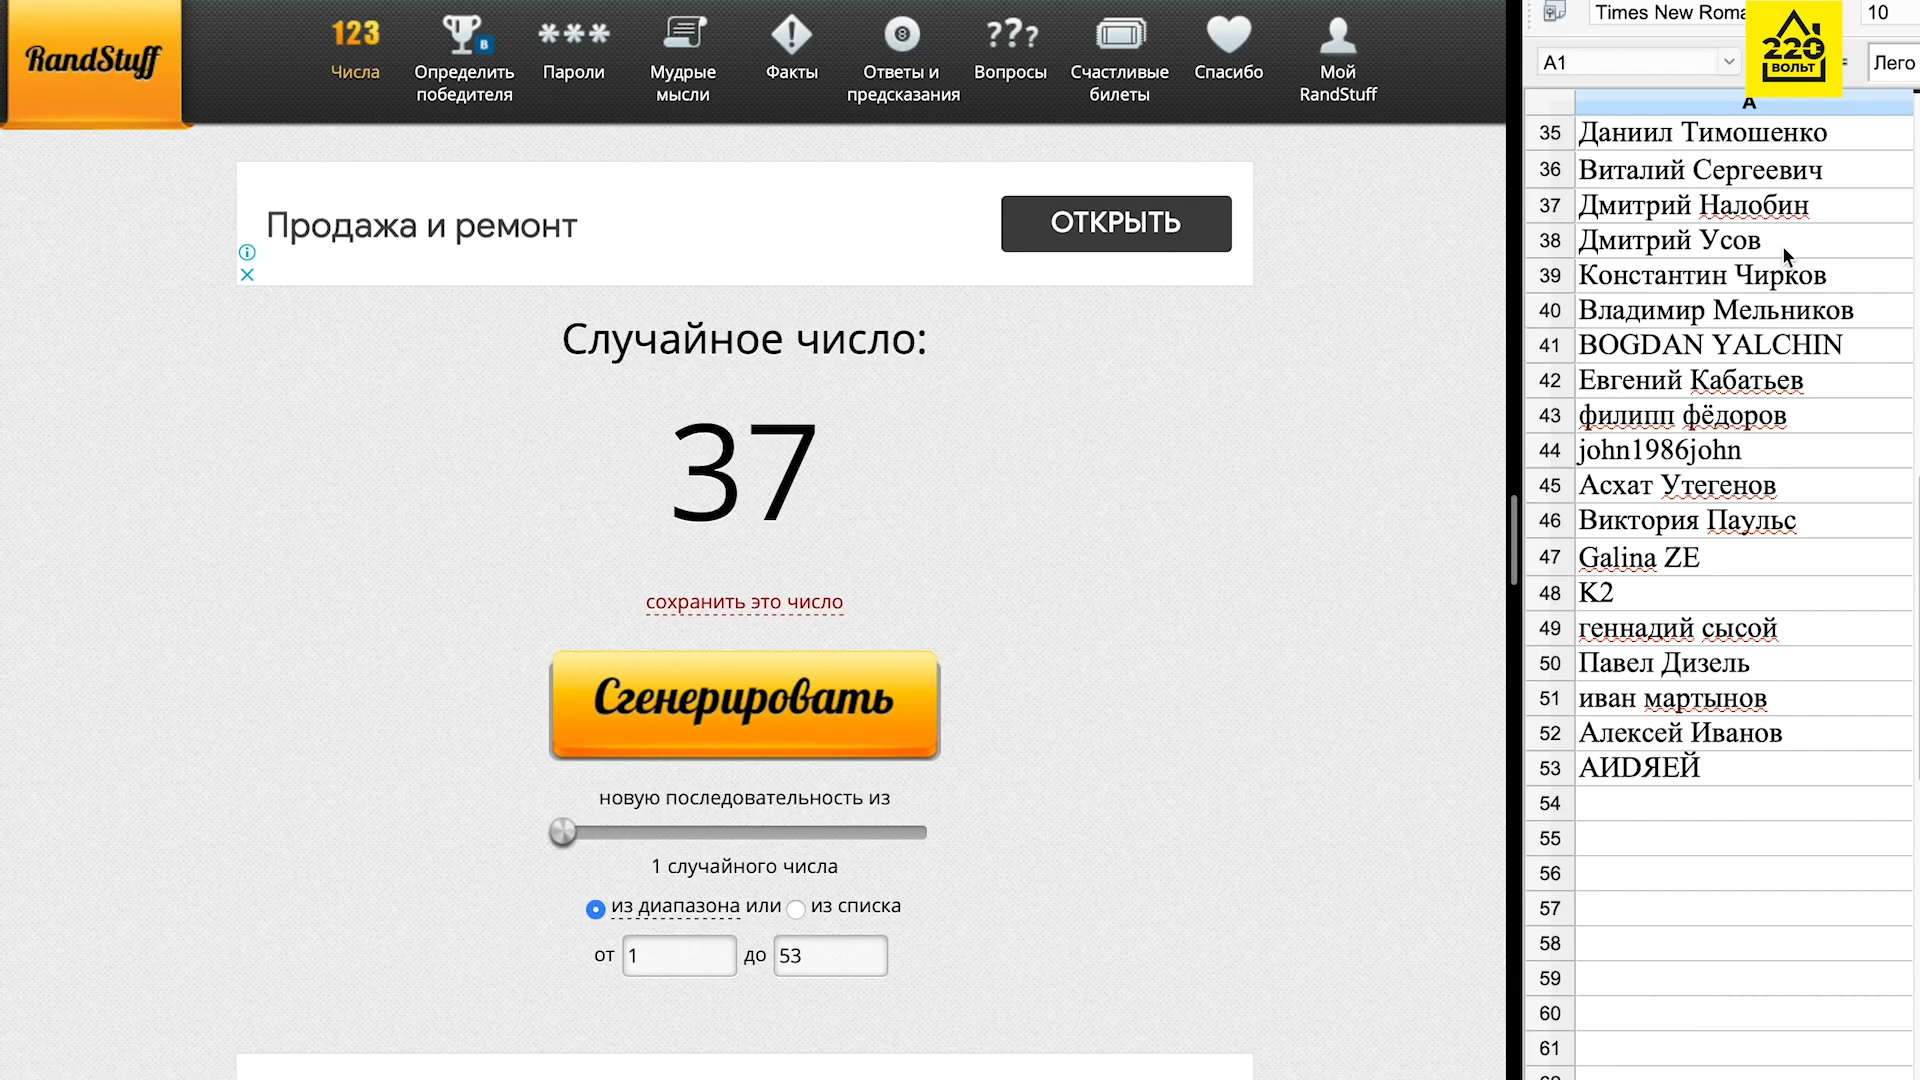 RandStuff
123
Числа
В
Определить
победителя
***
Пароли
Мудрые
мысли
Факты
8
Ответы и
предсказания
???
Вопросы
Счастливые
билеты
Спасибо
Мой
RandStuff
Продажа и ремонт
ОТКРЫТЬ
Случайное число:
37
сохранить это число
Сгенерировать
новую последовательность из
1 случайного числа
из диапазона или из списка
от 1 до 53
Times New Roma
10
220
ВОЛЬТ
A1
=
Лего
A
35 Даниил Тимошенко
36 Виталий Сергеевич
37 Дмитрий Налобин
38 Дмитрий Усов
39 Константин Чирков
40 Владимир Мельников
41 BOGDAN YALCHIN
42 Евгений Кабатьев
43 филипп фёдоров
44 john1986john
45 Асхат Утегенов
46 Виктория Паульс
47 Galina ZE
48 K2
49 геннадий сысой
50 Павел Дизель
51 иван мартынов
52 Алексей Иванов
53 АИDЯЕЙ
54
55
56
57
58
59
60
61